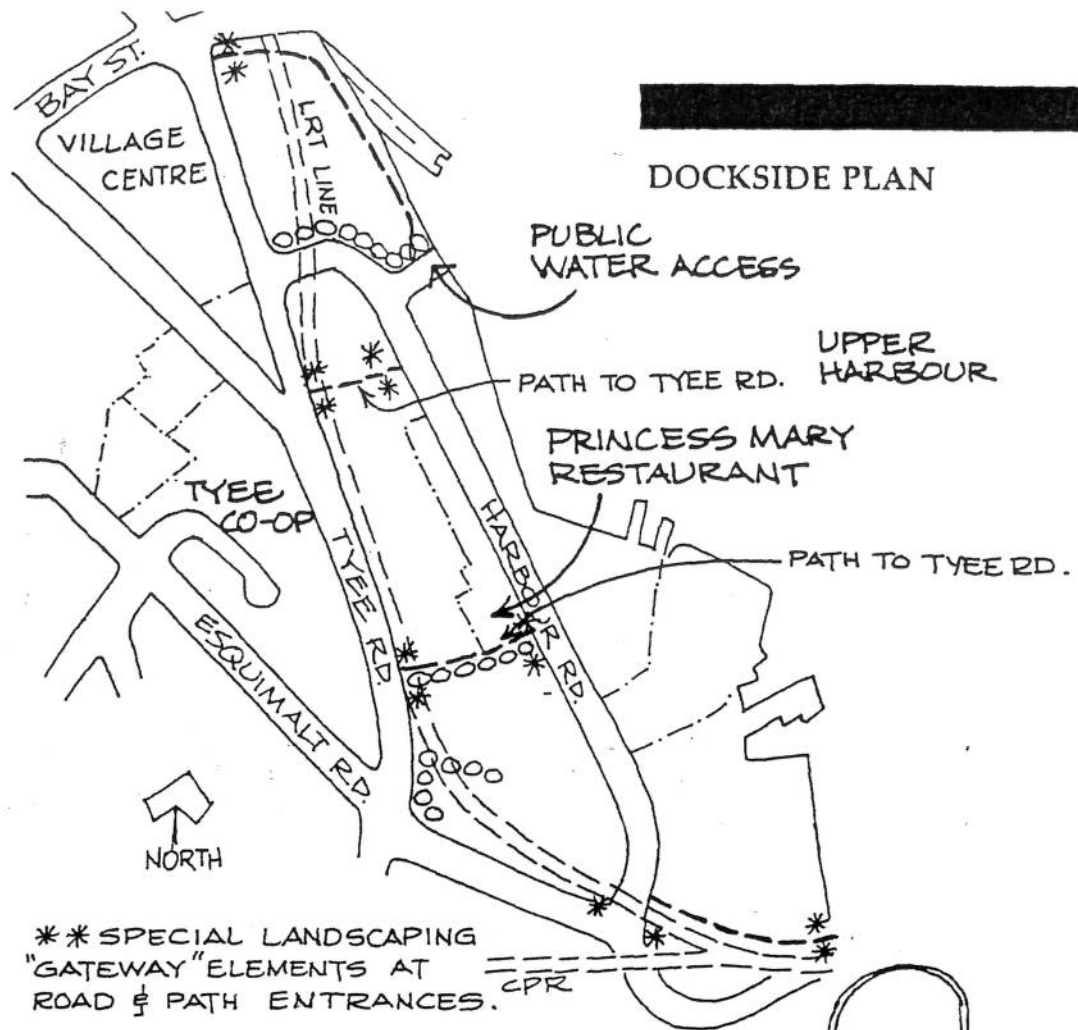 BAY ST.
VILLAGE
CENTRE
LRT LINE
DOCKSIDE PLAN
PUBLIC
WATER ACCESS
UPPER
HARBOUR
PATH TO TYEE RD.
PRINCESS MARY
RESTAURANT
TYEE
CO-OP
TYEE RD.
HARBOUR RD.
PATH TO TYEE RD.
ESQUIMALT RD.
NORTH
** SPECIAL LANDSCAPING
"GATEWAY" ELEMENTS AT
ROAD & PATH ENTRANCES.
CPR